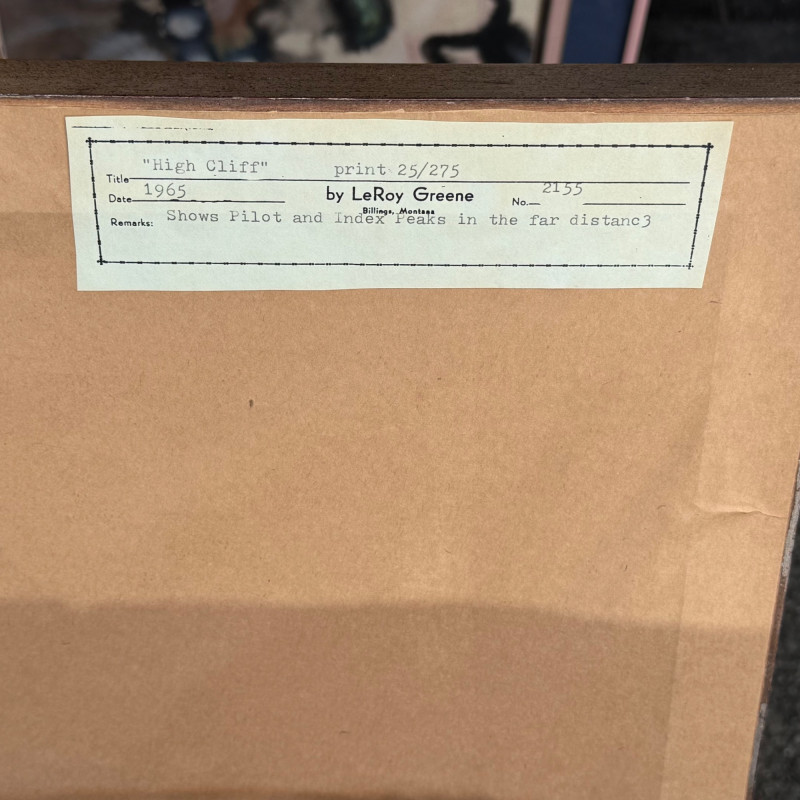 Title "High Cliff" print 25/275
Date 1965 by LeRoy Greene No. 2155
Billings, Montana
Remarks: Shows Pilot and Index Peaks in the far distanc3